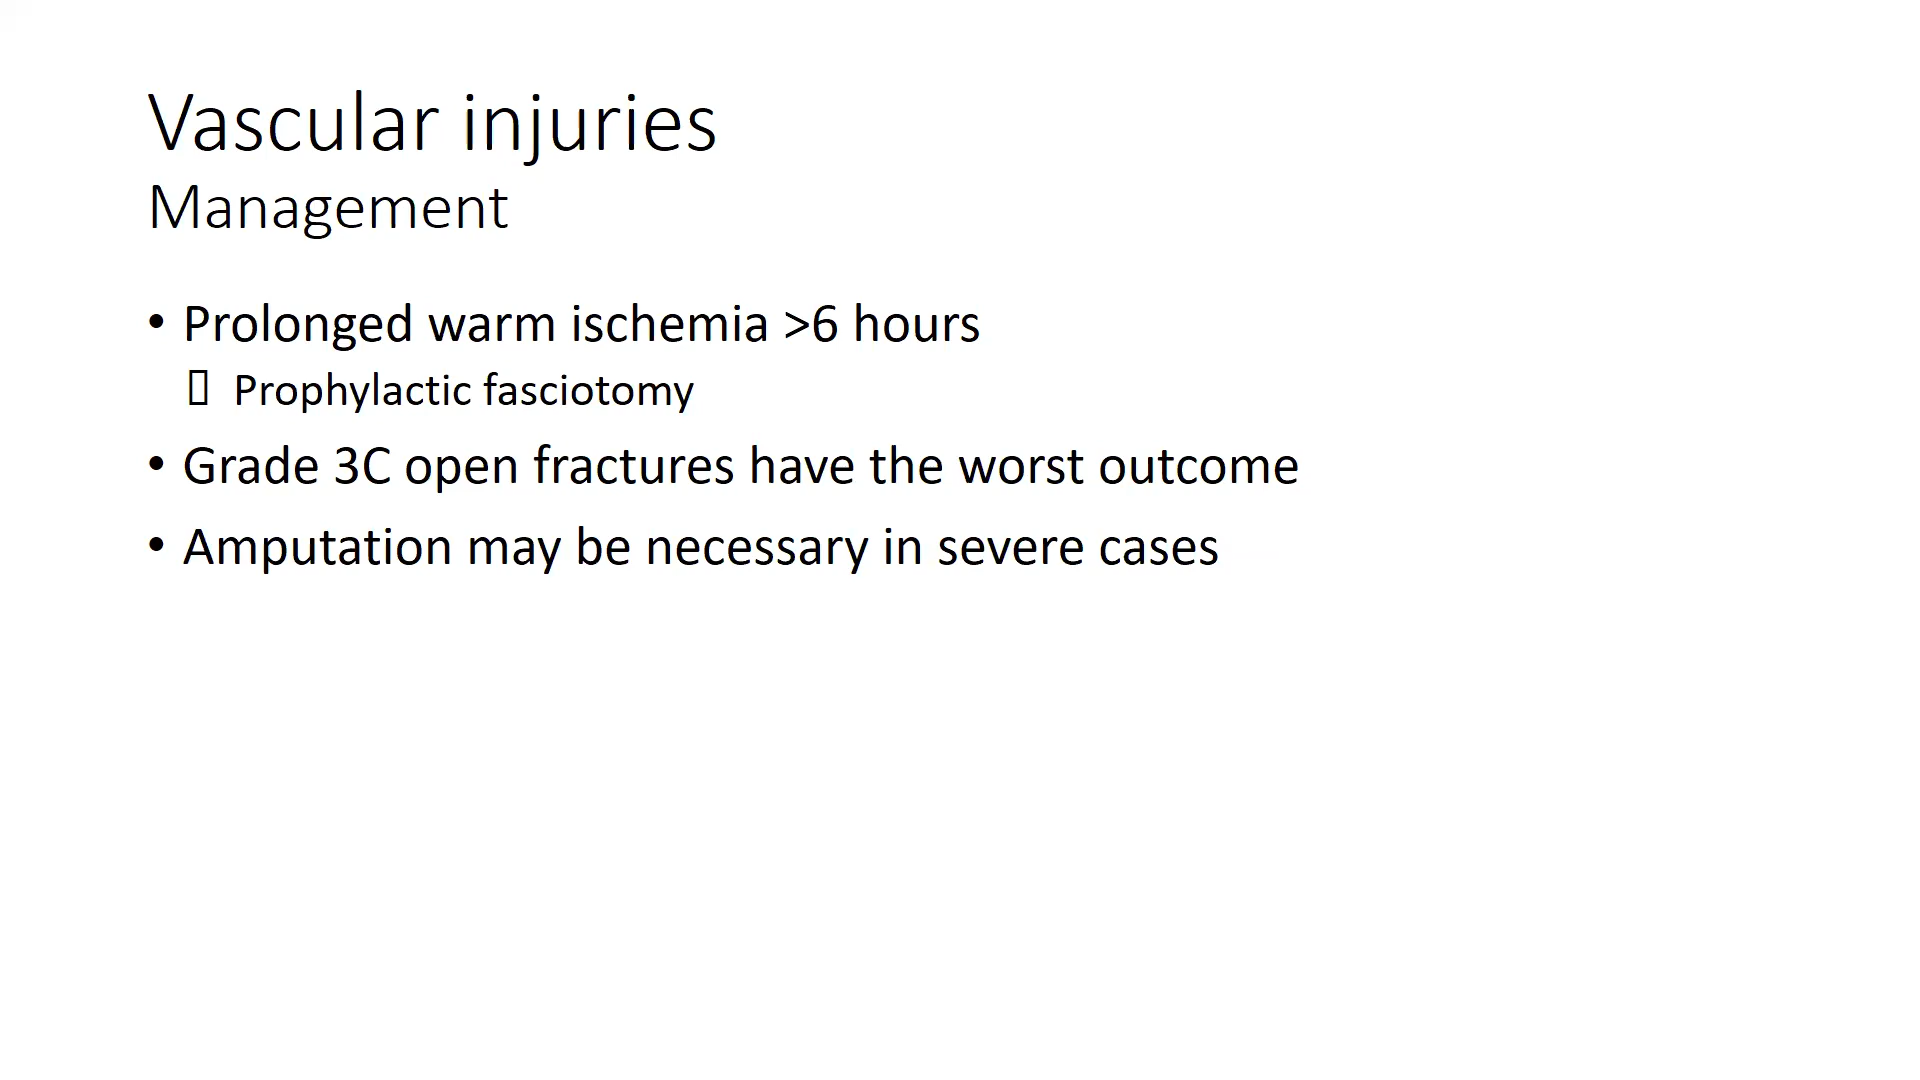 Vascular injuries
Management
• Prolonged warm ischemia >6 hours
▯ Prophylactic fasciotomy
• Grade 3C open fractures have the worst outcome
• Amputation may be necessary in severe cases